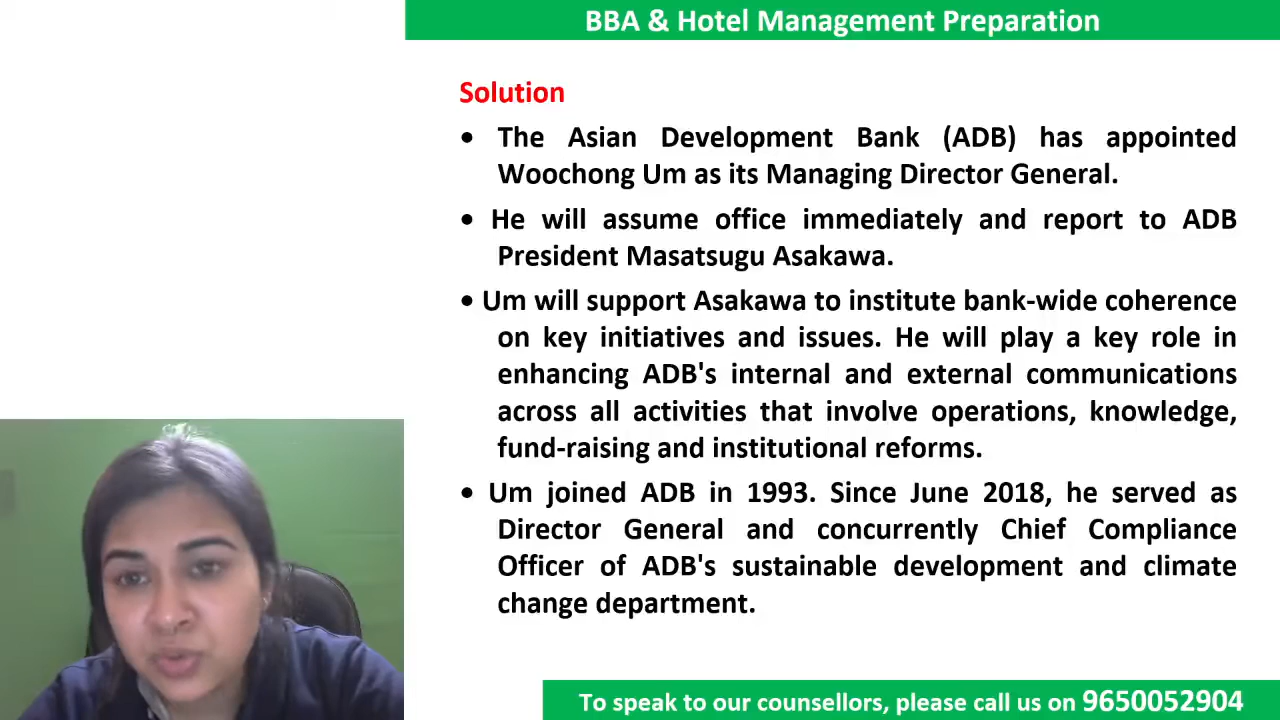 BBA & Hotel Management Preparation
Solution
• The Asian Development Bank (ADB) has appointed
Woochong Um as its Managing Director General.
• He will assume office immediately and report to ADB
President Masatsugu Asakawa.
• Um will support Asakawa to institute bank-wide coherence
on key initiatives and issues. He will play a key role in
enhancing ADB's internal and external communications
across all activities that involve operations, knowledge,
fund-raising and institutional reforms.
• Um joined ADB in 1993. Since June 2018, he served as
Director General and concurrently Chief Compliance
Officer of ADB's sustainable development and climate
change department.
To speak to our counsellors, please call us on 9650052904